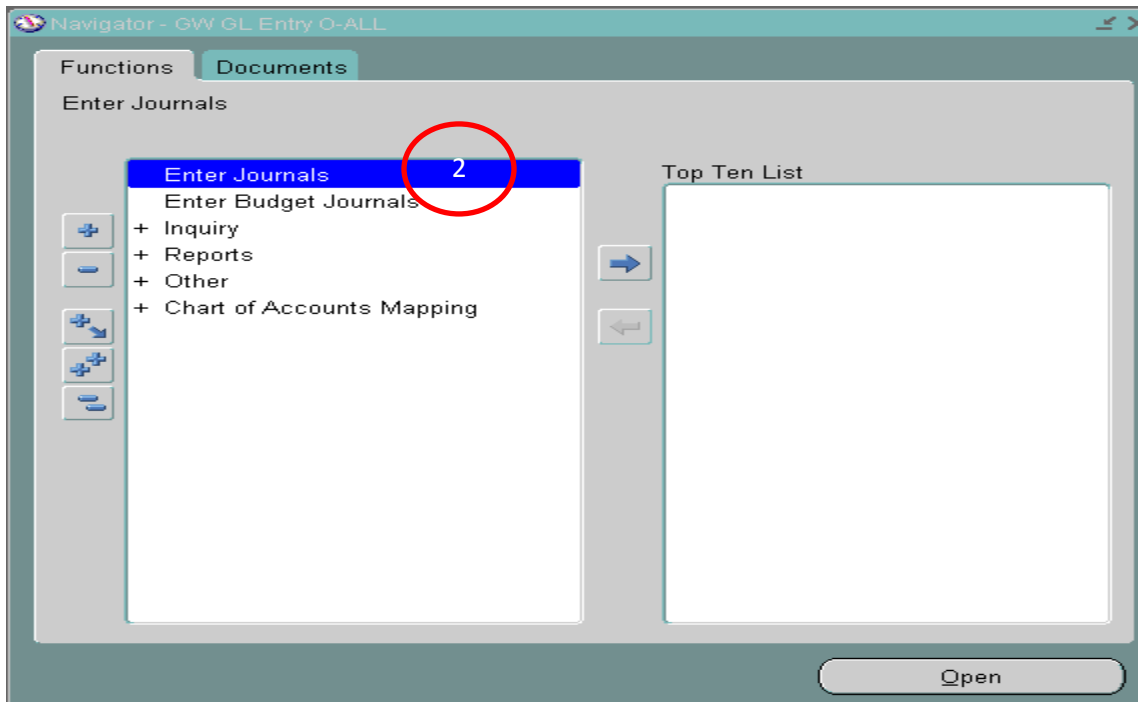 Navigator - GW GL Entry O-ALL
Functions
Documents
Enter Journals
Enter Journals
2
Enter Budget Journals
+ Inquiry
+ Reports
+ Other
+ Chart of Accounts Mapping
Top Ten List
Open